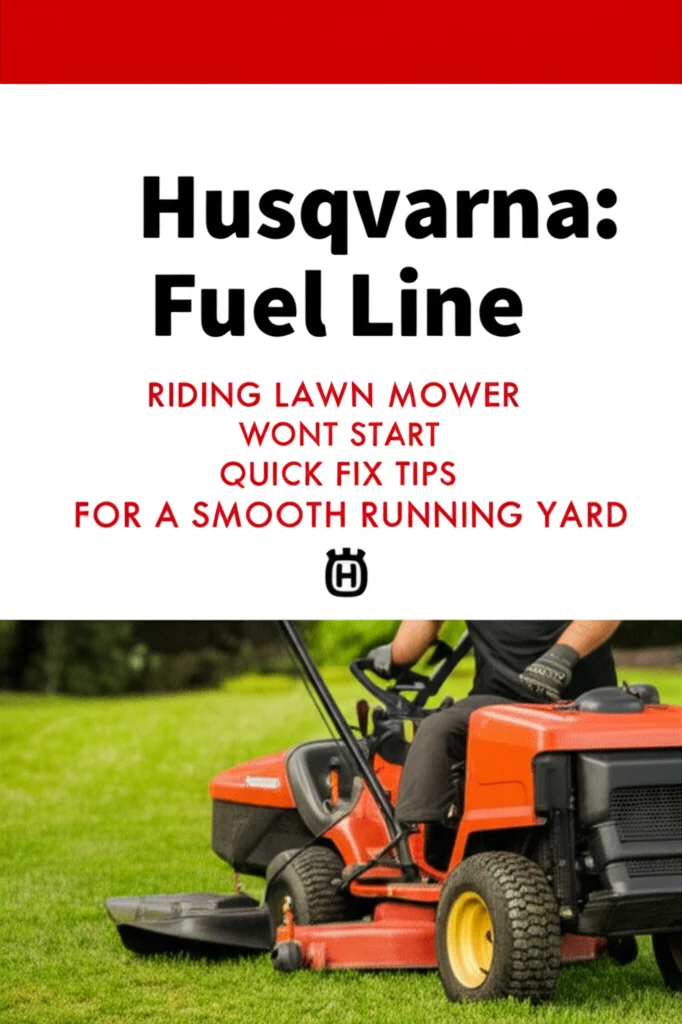 Husqvarna:
Fuel Line
RIDING LAWN MOWER
WONT START
QUICK FIX TIPS
FOR A SMOOTH RUNNING YARD
H